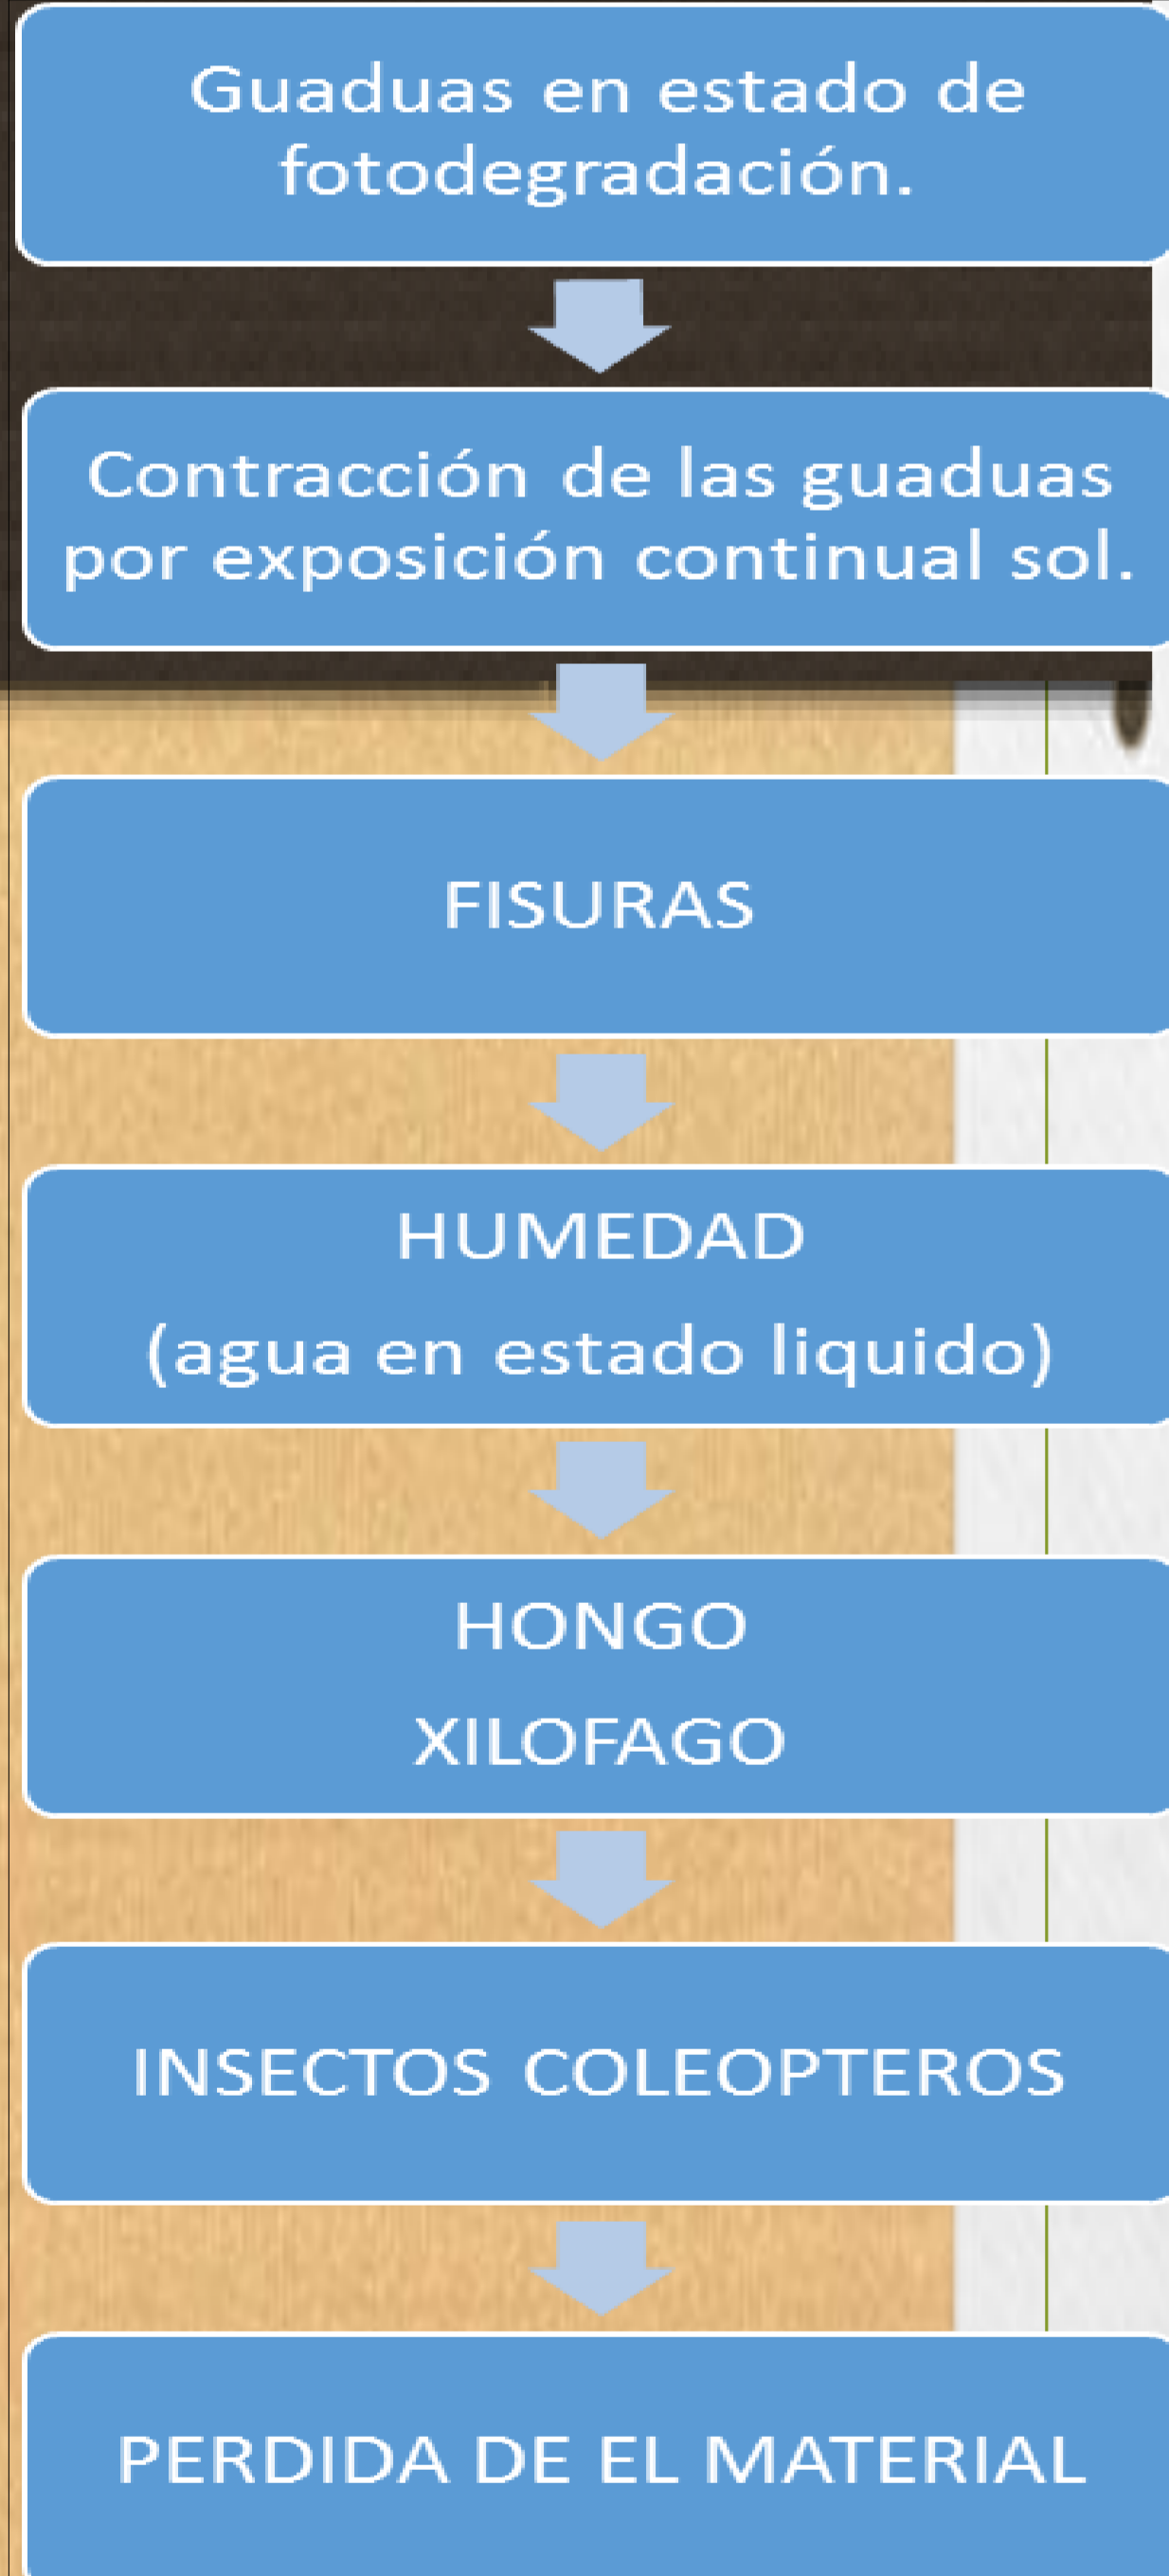 Guaduas en estado de
fotodegradación.
Contracción de las guaduas
por exposición continual sol.
FISURAS
HUMEDAD
(agua en estado liquido)
HONGO
XILOFAGO
INSECTOS COLEOPTEROS
PERDIDA DE EL MATERIAL